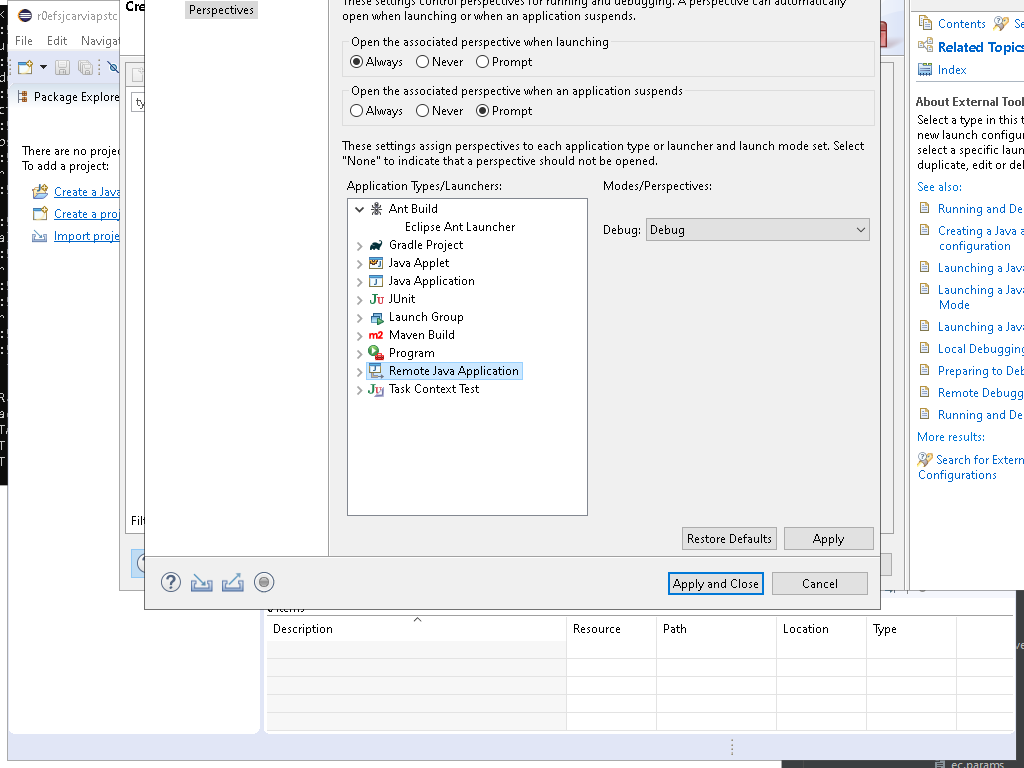 r0efsjcarvipstc
File Edit Navigat
Package Explore
There are no projec
To add a project:
Create a Java
Create a proj
Import proje
Cre
ty
Filt
Perspectives
These settings control perspectives for running and debugging. A perspective can automatically
open when launching or when an application suspends.
Open the associated perspective when launching
Always Never Prompt
Open the associated perspective when an application suspends
Always Never Prompt
These settings assign perspectives to each application type or launcher and launch mode set. Select
"None" to indicate that a perspective should not be opened.
Application Types/Launchers:
Modes/Perspectives:
Ant Build
Eclipse Ant Launcher
Gradle Project
Java Applet
Java Application
JUnit
Launch Group
Maven Build
Program
Remote Java Application
Task Context Test
Debug: Debug
Restore Defaults Apply
Apply and Close Cancel
Contents Se
Related Topics
Index
About External Tool
Select a type in this t
new launch configur
select a specific laun
duplicate, edit or del
See also:
Running and De
Creating a Java a
configuration
Launching a Java
Launching a Java
Mode
Launching a Java
Local Debugging
Preparing to Deb
Remote Debugg
Running and De
More results:
Search for Extern
Configurations
0 items
Description Resource Path Location Type
ec.params